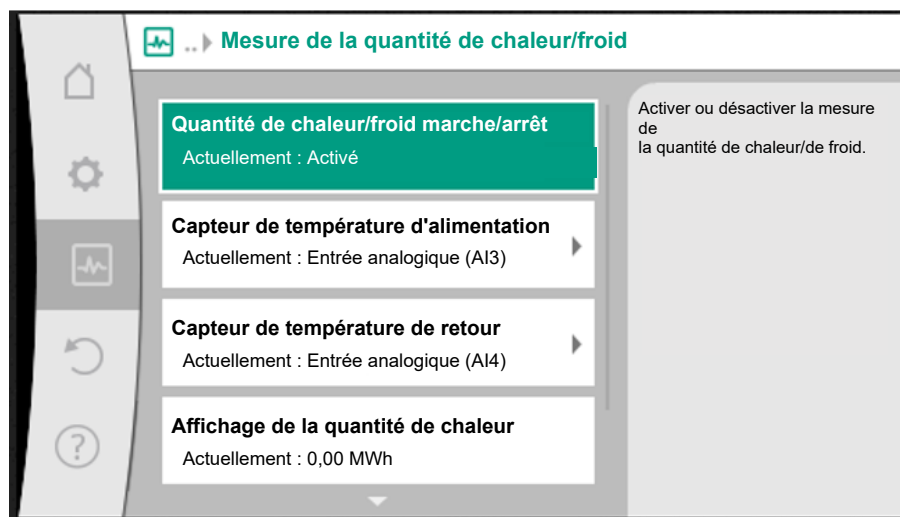 .. Mesure de la quantité de chaleur/froid
Quantité de chaleur/froid marche/arrêt
Actuellement : Activé
Capteur de température d'alimentation
Actuellement : Entrée analogique (AI3)
Capteur de température de retour
Actuellement : Entrée analogique (AI4)
Affichage de la quantité de chaleur
Actuellement : 0,00 MWh
Activer ou désactiver la mesure
de
la quantité de chaleur/de froid.
?